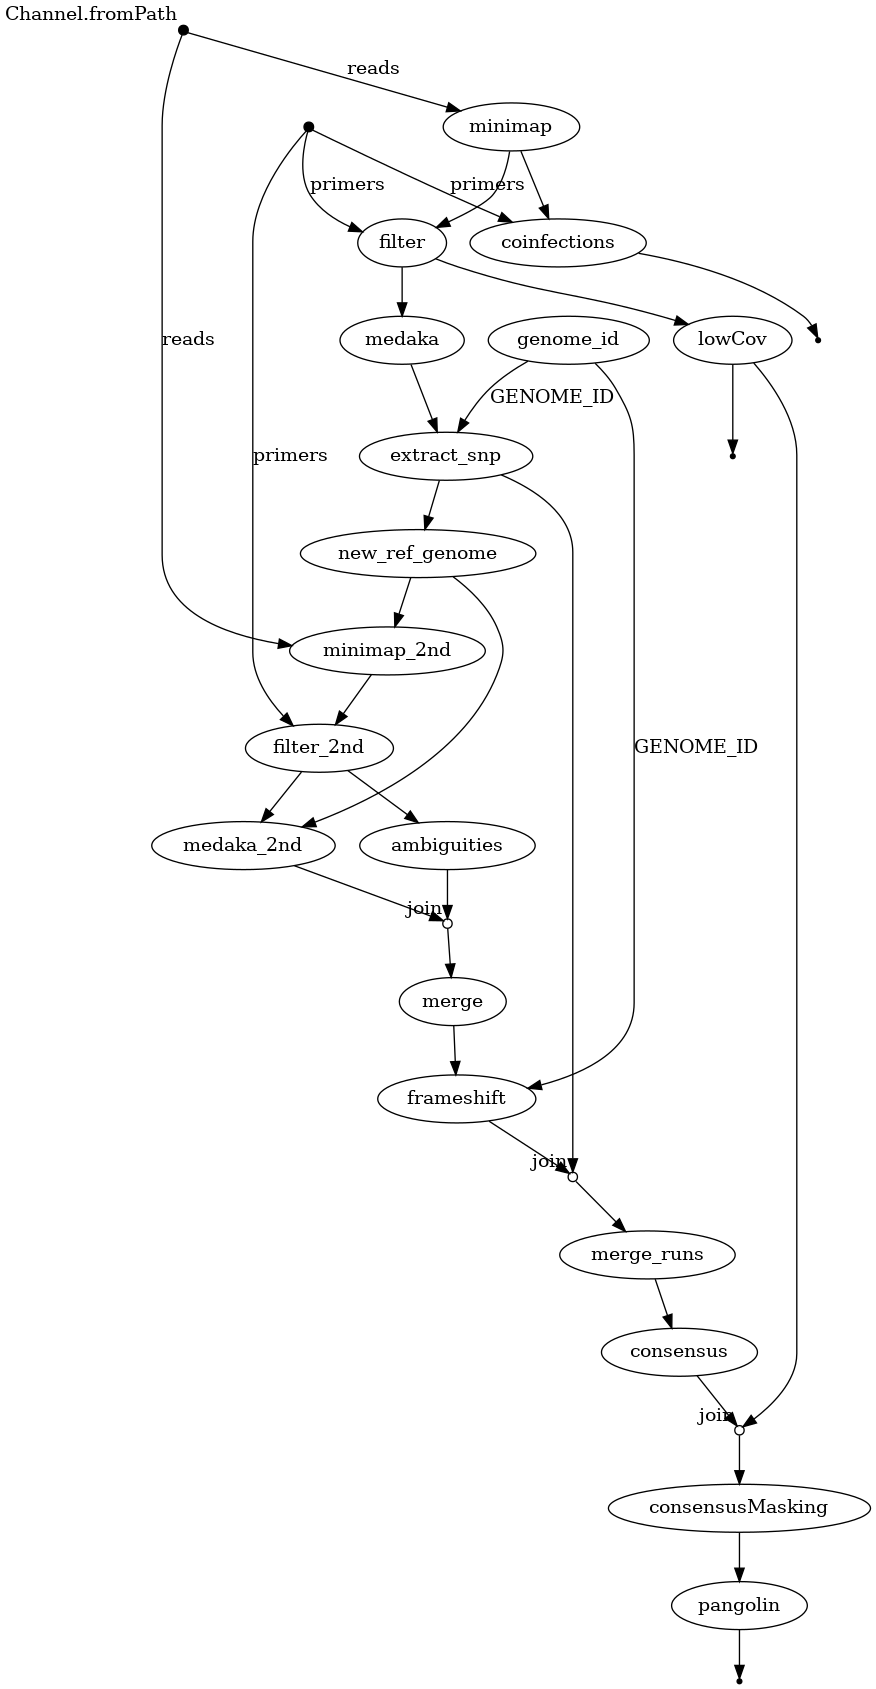 Channel.fromPath
reads
minimap
primers
primers
filter
coinfections
reads
medaka
genome_id
lowCov
GENOME_ID
primers
extract_snp
new_ref_genome
minimap_2nd
filter_2nd
GENOME_ID
medaka_2nd
ambiguities
join
merge
frameshift
join
merge_runs
consensus
join
consensusMasking
pangolin